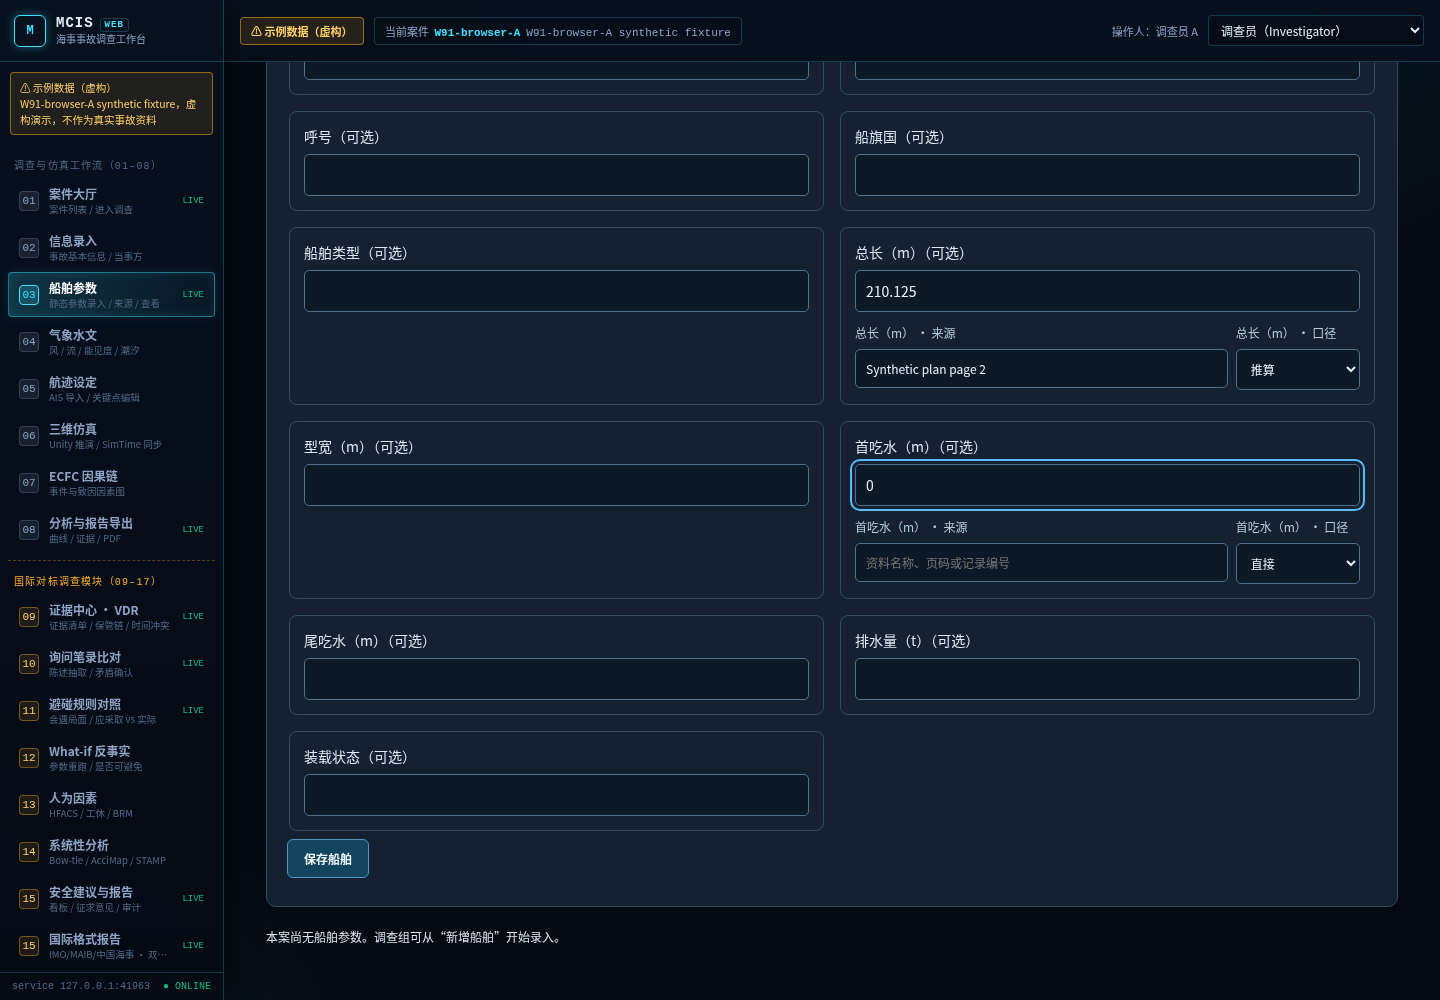 M
MCIS WEB
海事事故调查工作台
⚠ 示例数据（虚构）
W91-browser-A synthetic fixture，虚
构演示，不作为真实事故资料
调查与仿真工作流（01–08）
01 案件大厅 LIVE
案件列表 / 进入调查
02 信息录入
事故基本信息 / 当事方
03 船舶参数 LIVE
静态参数录入 / 来源 / 查看
04 气象水文
风 / 流 / 能见度 / 潮汐
05 航迹设定
AIS 导入 / 关键点编辑
06 三维仿真
Unity 推演 / SimTime 同步
07 ECFC 因果链
事件与致因因素图
08 分析与报告导出 LIVE
曲线 / 证据 / PDF
国际对标调查模块（09–17）
09 证据中心 · VDR LIVE
证据清单 / 保管链 / 时间冲突
10 询问笔录比对 LIVE
陈述抽取 / 矛盾确认
11 避碰规则对照 LIVE
会遇局面 / 应采取 vs 实际
12 What-if 反事实
参数重跑 / 是否可避免
13 人为因素
HFACS / 工休 / BRM
14 系统性分析
Bow-tie / AcciMap / STAMP
15 安全建议与报告 LIVE
看板 / 征求意见 / 审计
15 国际格式报告 LIVE
IMO/MAIB/中国海事 · 双…
service 127.0.0.1:41963 ● ONLINE
⚠ 示例数据（虚构）
当前案件 W91-browser-A W91-browser-A synthetic fixture
操作人：调查员 A
调查员（Investigator）
呼号（可选）
船旗国（可选）
船舶类型（可选）
总长（m）（可选）
210.125
总长（m） · 来源
总长（m） · 口径
Synthetic plan page 2
推算
型宽（m）（可选）
首吃水（m）（可选）
0
首吃水（m） · 来源
首吃水（m） · 口径
资料名称、页码或记录编号
直接
尾吃水（m）（可选）
排水量（t）（可选）
装载状态（可选）
保存船舶
本案尚无船舶参数。调查组可从“新增船舶”开始录入。